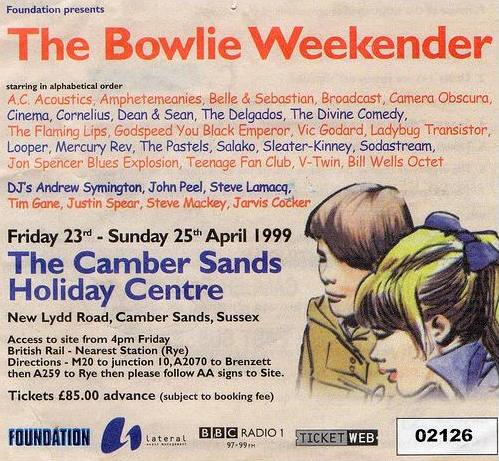 Foundation presents
The Bowlie Weekender
starring in alphabetical order
A.C. Acoustics, Amphetemeanies, Belle & Sebastian, Broadcast, Camera Obscura,
Cinema, Cornelius, Dean & Sean, The Delgados, The Divine Comedy,
The Flaming Lips, Godspeed You Black Emperor, Vic Godard, Ladybug Transistor,
Looper, Mercury Rev, The Pastels, Salako, Sleater-Kinney, Sodastream,
Jon Spencer Blues Explosion, Teenage Fan Club, V-Twin, Bill Wells Octet
DJ's Andrew Symington, John Peel, Steve Lamacq,
Tim Gane, Justin Spear, Steve Mackey, Jarvis Cocker
Friday 23rd - Sunday 25th April 1999
The Camber Sands
Holiday Centre
New Lydd Road, Camber Sands, Sussex
Access to site from 4pm Friday
British Rail - Nearest Station (Rye)
Directions - M20 to junction 10, A2070 to Brenzett
then A259 to Rye then please follow AA signs to Site.
Tickets £85.00 advance (subject to booking fee)
FOUNDATION
lateral
event management
BBC RADIO 1
97-99 FM
TICKET WEB
02126